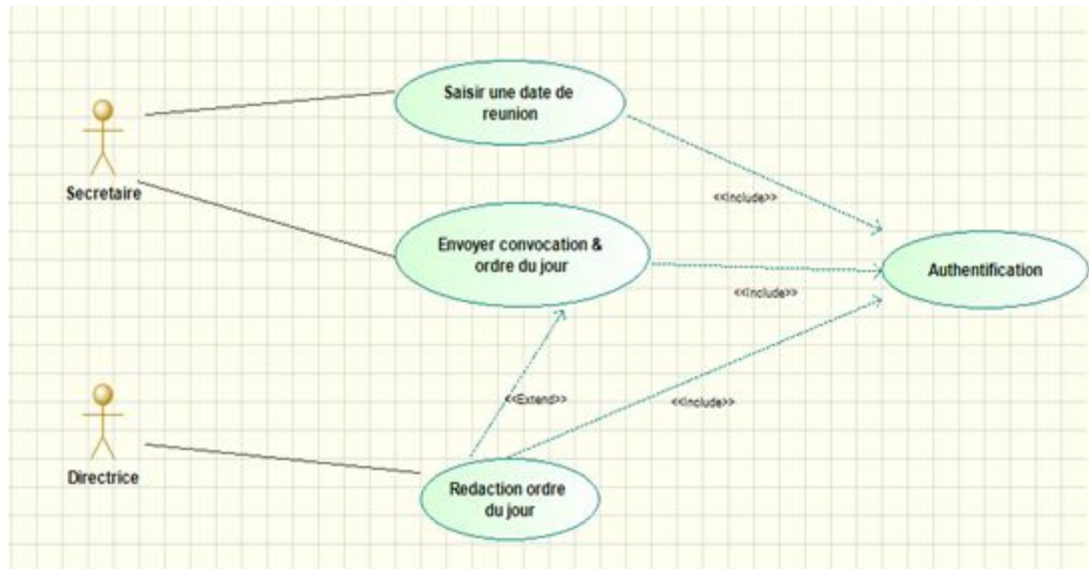 Saisir une date de
reunion
Secretaire
<<Include>>
Envoyer convocation &
ordre du jour
Authentification
<<Include>>
<<Extend>>
<<Include>>
Directrice
Redaction ordre
du jour